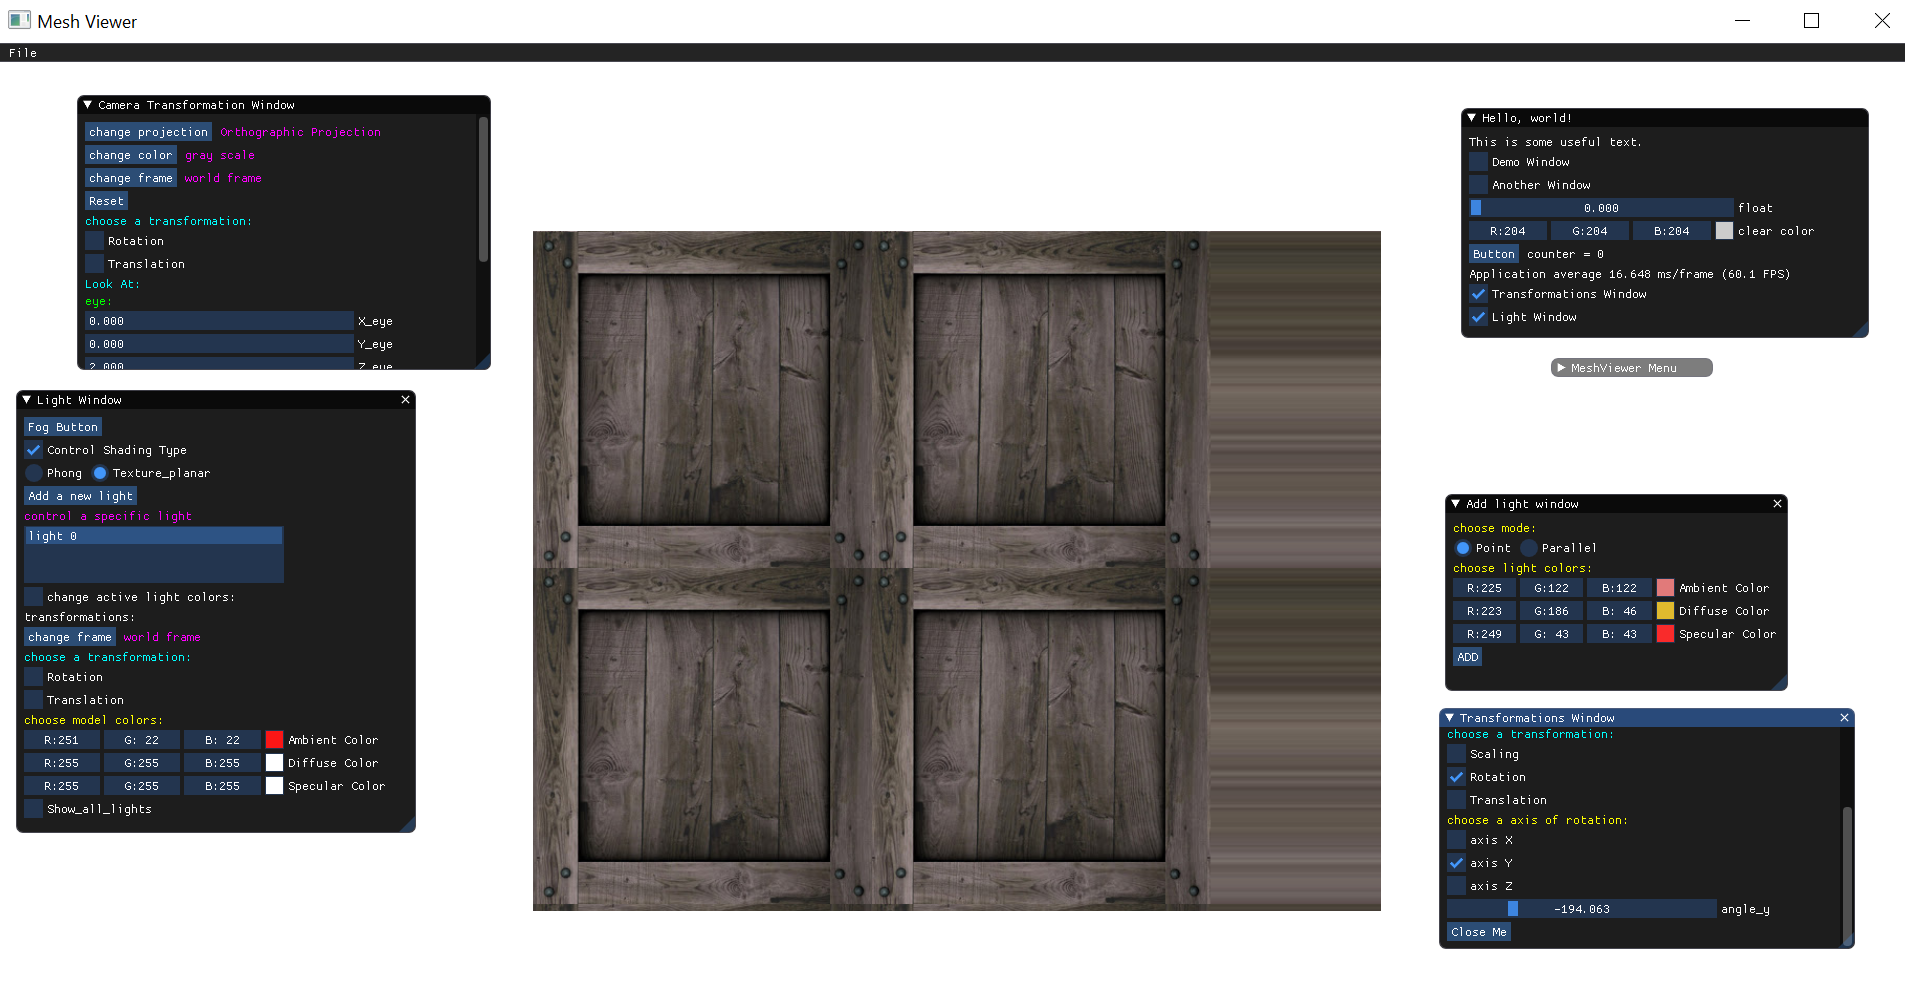 Mesh Viewer
File
Camera Transformation Window
change projection Orthographic Projection
change color gray scale
change frame world frame
Reset
choose a transformation:
Rotation
Translation
Look At:
eye:
0.000 X_eye
0.000 Y_eye
2.000 Z_eye
Light Window
Fog Button
Control Shading Type
Phong Texture_planar
Add a new light
control a specific light
light 0
change active light colors:
transformations:
change frame world frame
choose a transformation:
Rotation
Translation
choose model colors:
R:251 G: 22 B: 22 Ambient Color
R:255 G:255 B:255 Diffuse Color
R:255 G:255 B:255 Specular Color
Show_all_lights
Hello, world!
This is some useful text.
Demo Window
Another Window
0.000 float
R:204 G:204 B:204 clear color
Button counter = 0
Application average 16.648 ms/frame (60.1 FPS)
Transformations Window
Light Window
MeshViewer Menu
Add light window
choose mode:
Point Parallel
choose light colors:
R:225 G:122 B:122 Ambient Color
R:223 G:186 B: 46 Diffuse Color
R:249 G: 43 B: 43 Specular Color
ADD
Transformations Window
choose a transformation:
Scaling
Rotation
Translation
choose a axis of rotation:
axis X
axis Y
axis Z
-194.063 angle_y
Close Me